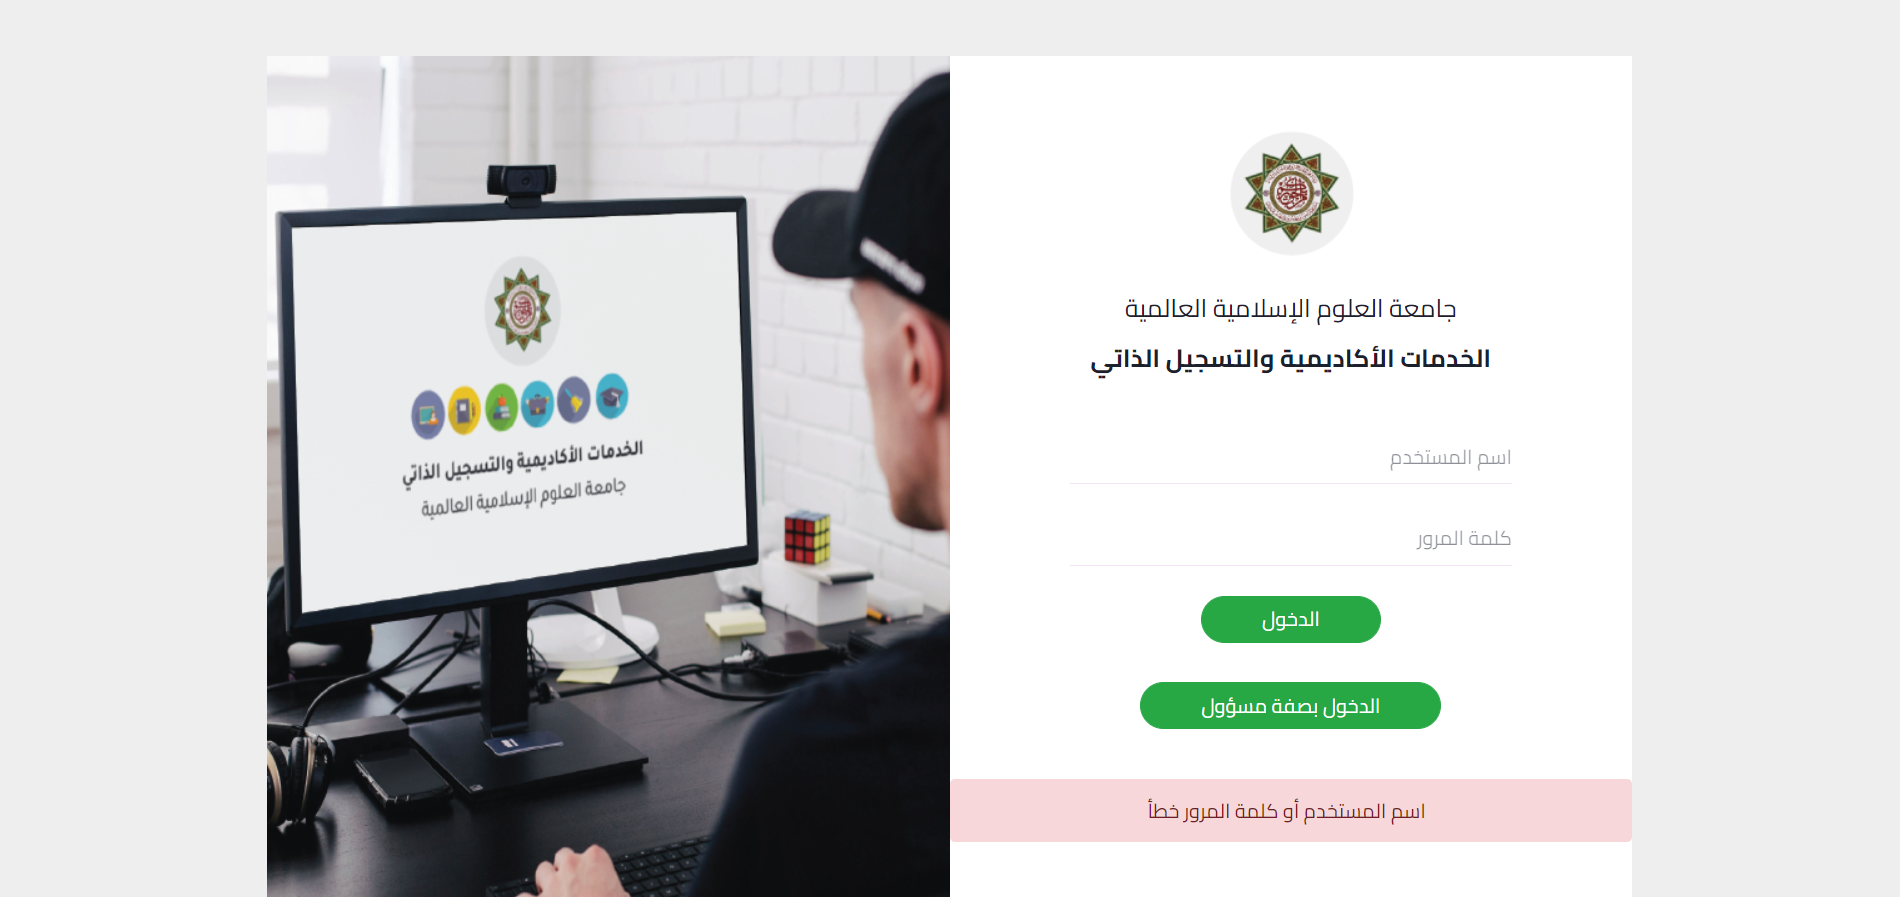 جامعة العلوم الإسلامية العالمية
الخدمات الأكاديمية والتسجيل الذاتي
اسم المستخدم
كلمة المرور
الدخول
الدخول بصفة مسؤول
اسم المستخدم أو كلمة المرور خطأ
الخدمات الأكاديمية والتسجيل الذاتي
جامعة العلوم الإسلامية العالمية